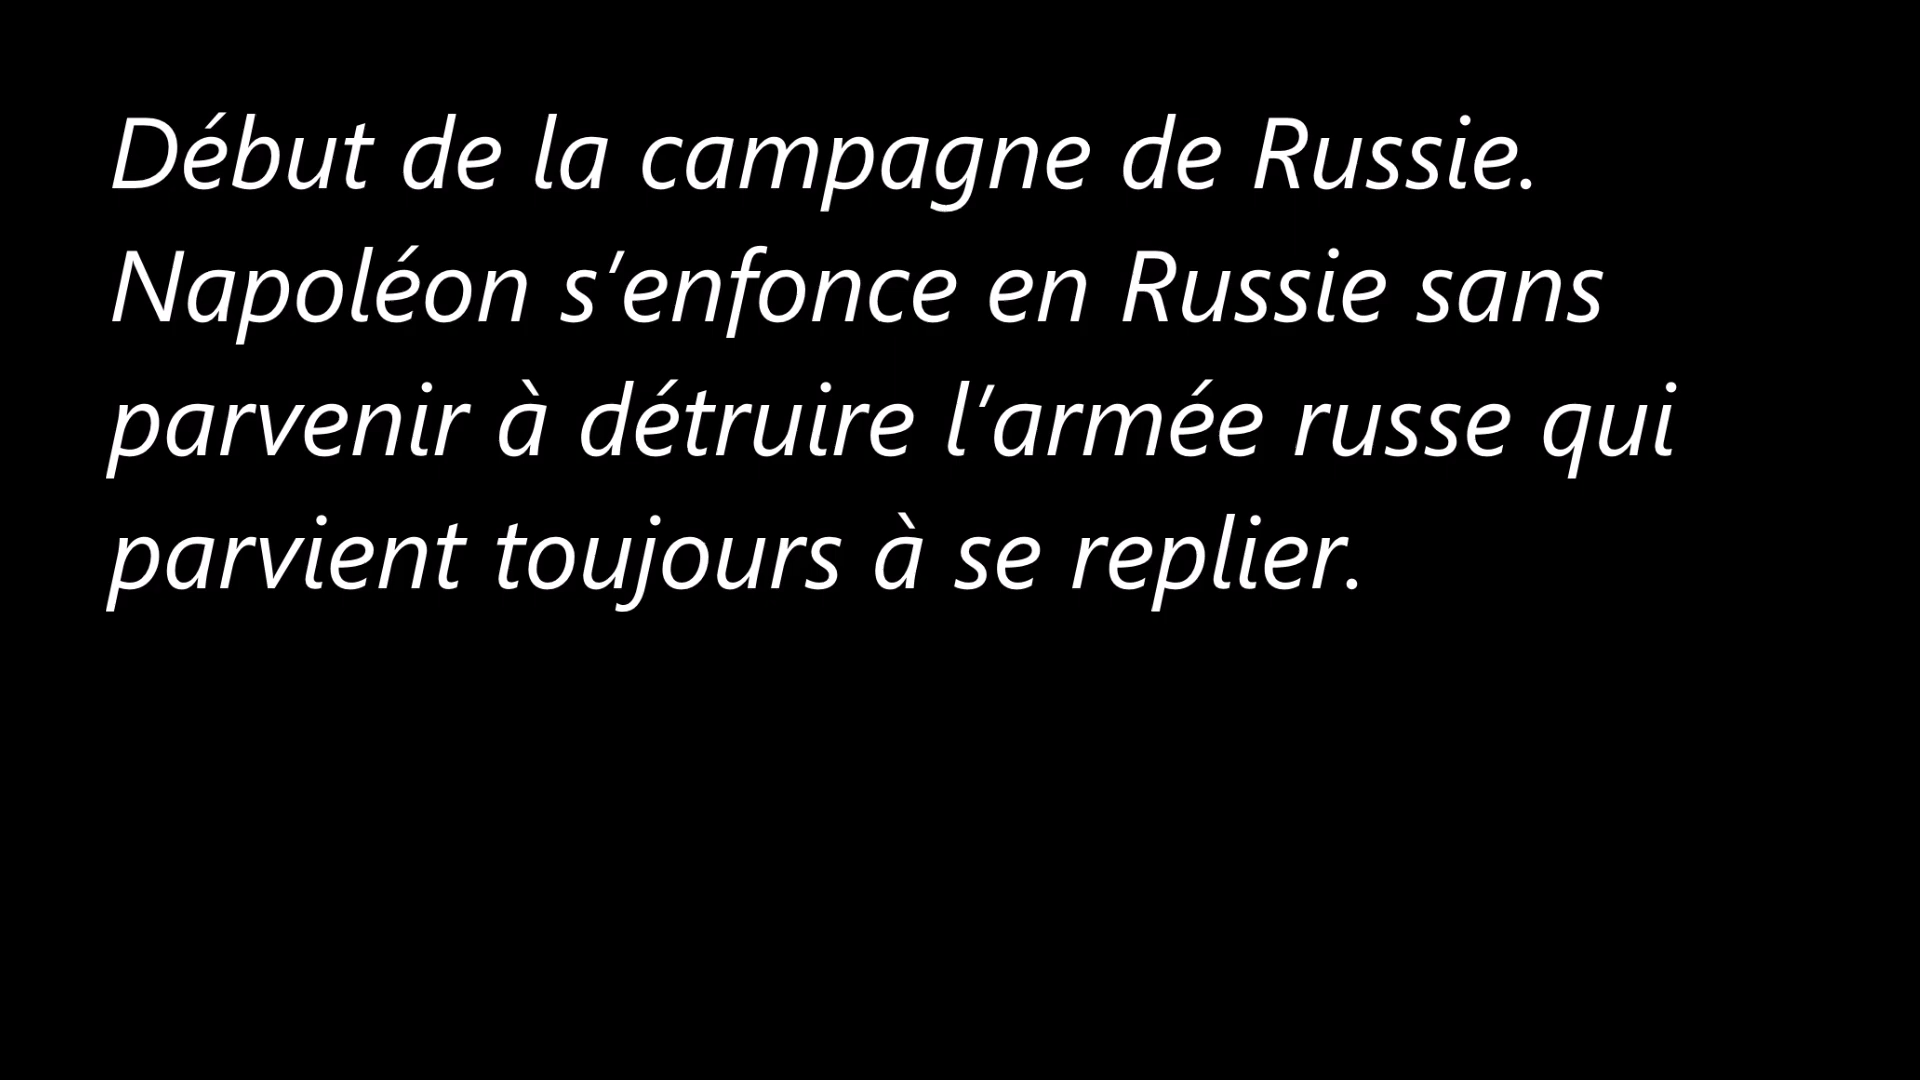 Début de la campagne de Russie.
Napoléon s'enfonce en Russie sans
parvenir à détruire l'armée russe qui
parvient toujours à se replier.